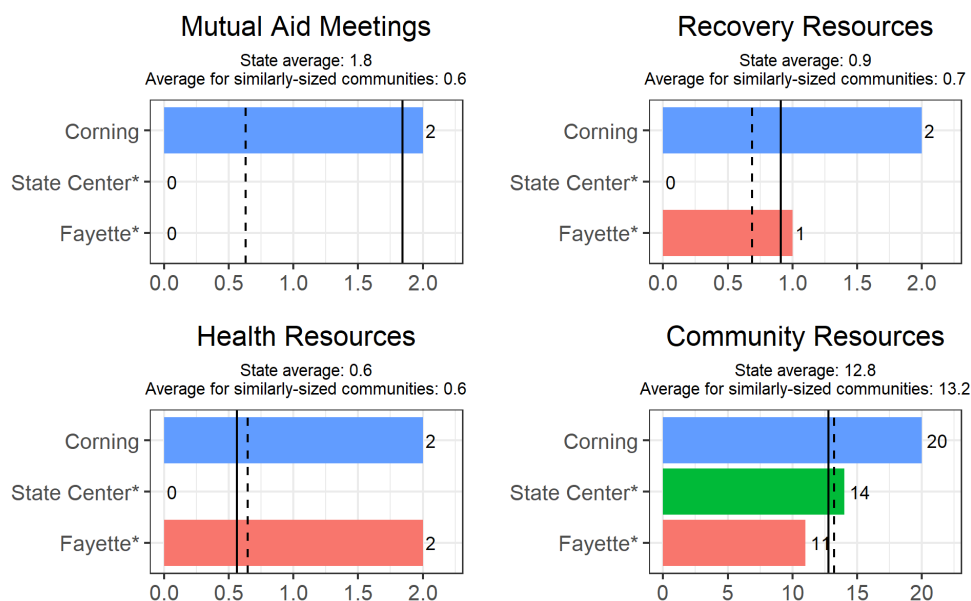 Mutual Aid Meetings
State average: 1.8
Average for similarly-sized communities: 0.6
Corning
2
State Center*
0
Fayette*
0
0.0 0.5 1.0 1.5 2.0
Recovery Resources
State average: 0.9
Average for similarly-sized communities: 0.7
Corning
2
State Center*
0
Fayette*
1
0.0 0.5 1.0 1.5 2.0
Health Resources
State average: 0.6
Average for similarly-sized communities: 0.6
Corning
2
State Center*
0
Fayette*
2
0.0 0.5 1.0 1.5 2.0
Community Resources
State average: 12.8
Average for similarly-sized communities: 13.2
Corning
20
State Center*
14
Fayette*
11
0 5 10 15 20